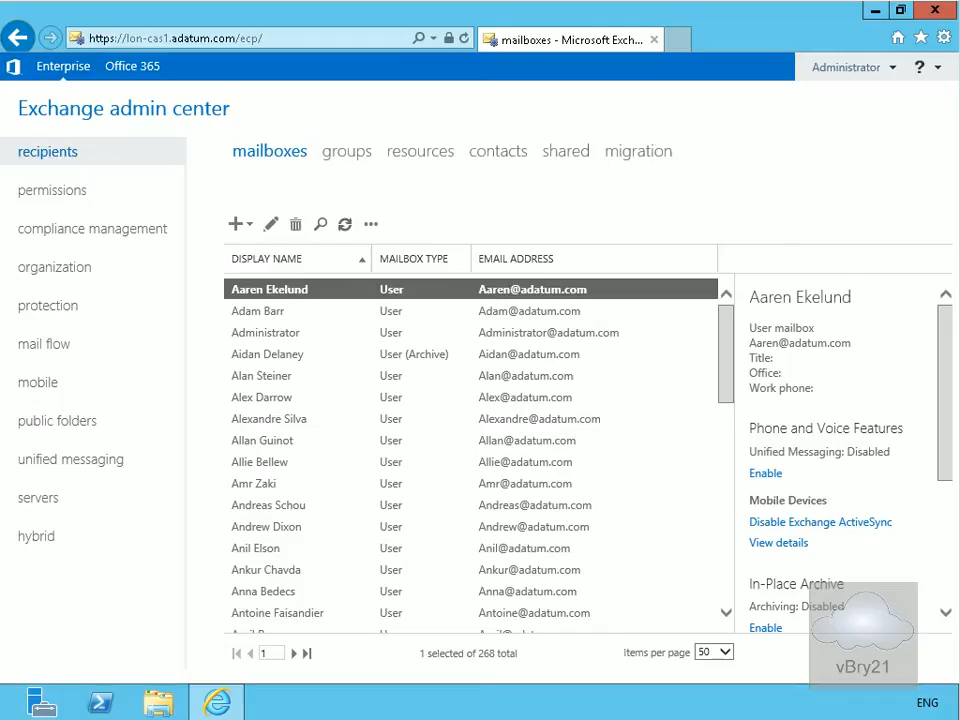 https://lon-cas1.adatum.com/ecp/
mailboxes - Microsoft Exch...
Enterprise
Office 365
Administrator
?
Exchange admin center
recipients
permissions
compliance management
organization
protection
mail flow
mobile
public folders
unified messaging
servers
hybrid
mailboxes groups resources contacts shared migration
DISPLAY NAME MAILBOX TYPE EMAIL ADDRESS
Aaren Ekelund User Aaren@adatum.com
Adam Barr User Adam@adatum.com
Administrator User Administrator@adatum.com
Aidan Delaney User (Archive) Aidan@adatum.com
Alan Steiner User Alan@adatum.com
Alex Darrow User Alex@adatum.com
Alexandre Silva User Alexandre@adatum.com
Allan Guinot User Allan@adatum.com
Allie Bellew User Allie@adatum.com
Amr Zaki User Amr@adatum.com
Andreas Schou User Andreas@adatum.com
Andrew Dixon User Andrew@adatum.com
Anil Elson User Anil@adatum.com
Ankur Chavda User Ankur@adatum.com
Anna Bedecs User Anna@adatum.com
Antoine Faisandier User Antoine@adatum.com
1
1 selected of 268 total
Items per page 50
Aaren Ekelund
User mailbox
Aaren@adatum.com
Title:
Office:
Work phone:
Phone and Voice Features
Unified Messaging: Disabled
Enable
Mobile Devices
Disable Exchange ActiveSync
View details
In-Place Archive
Archiving: Disabled
Enable
vBry21
ENG